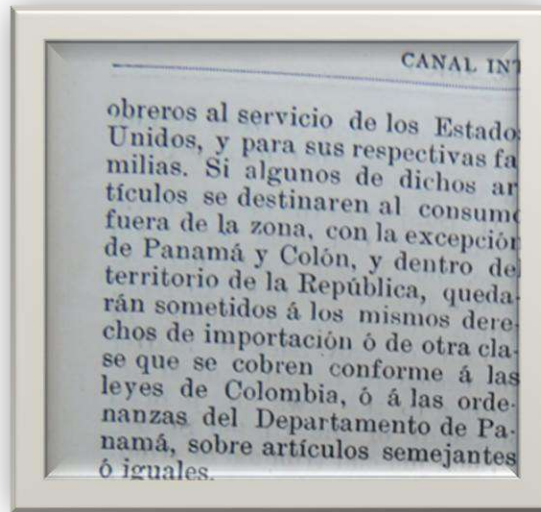 CANAL INT
obreros al servicio de los Estado
Unidos, y para sus respectivas fa
milias. Si algunos de dichos ar
tículos se destinaren al consumo
fuera de la zona, con la excepción
de Panamá y Colón, y dentro de
territorio de la República, queda-
rán sometidos á los mismos dere-
chos de importación ó de otra cla-
se que se cobren conforme á las
leyes de Colombia, ó á las orde-
nanzas del Departamento de Pa-
namá, sobre artículos semejantes
ó iguales.